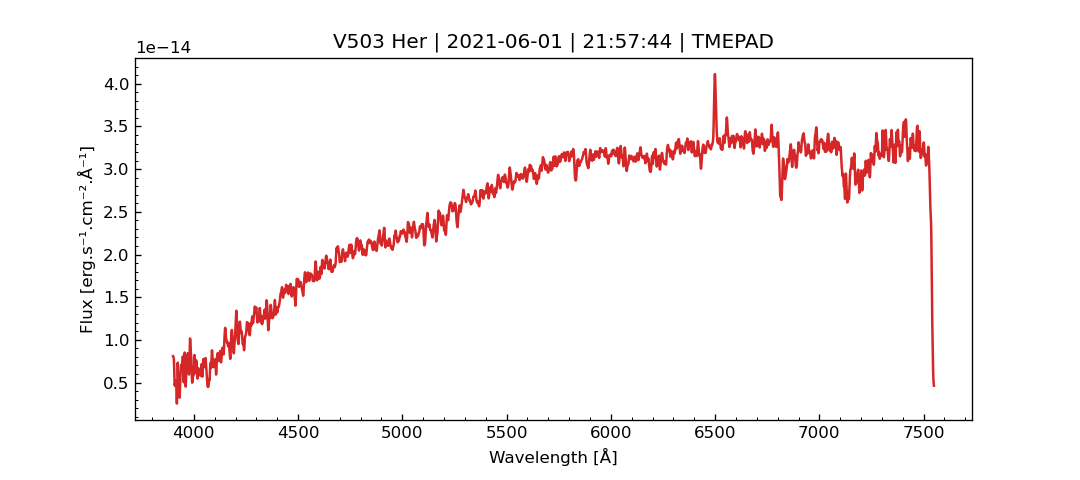 V503 Her | 2021-06-01 | 21:57:44 | TMEPAD
1e−14
4.0
3.5
3.0
2.5
2.0
1.5
1.0
0.5
Flux [erg.s⁻¹.cm⁻².Å⁻¹]
4000 4500 5000 5500 6000 6500 7000 7500
Wavelength [Å]